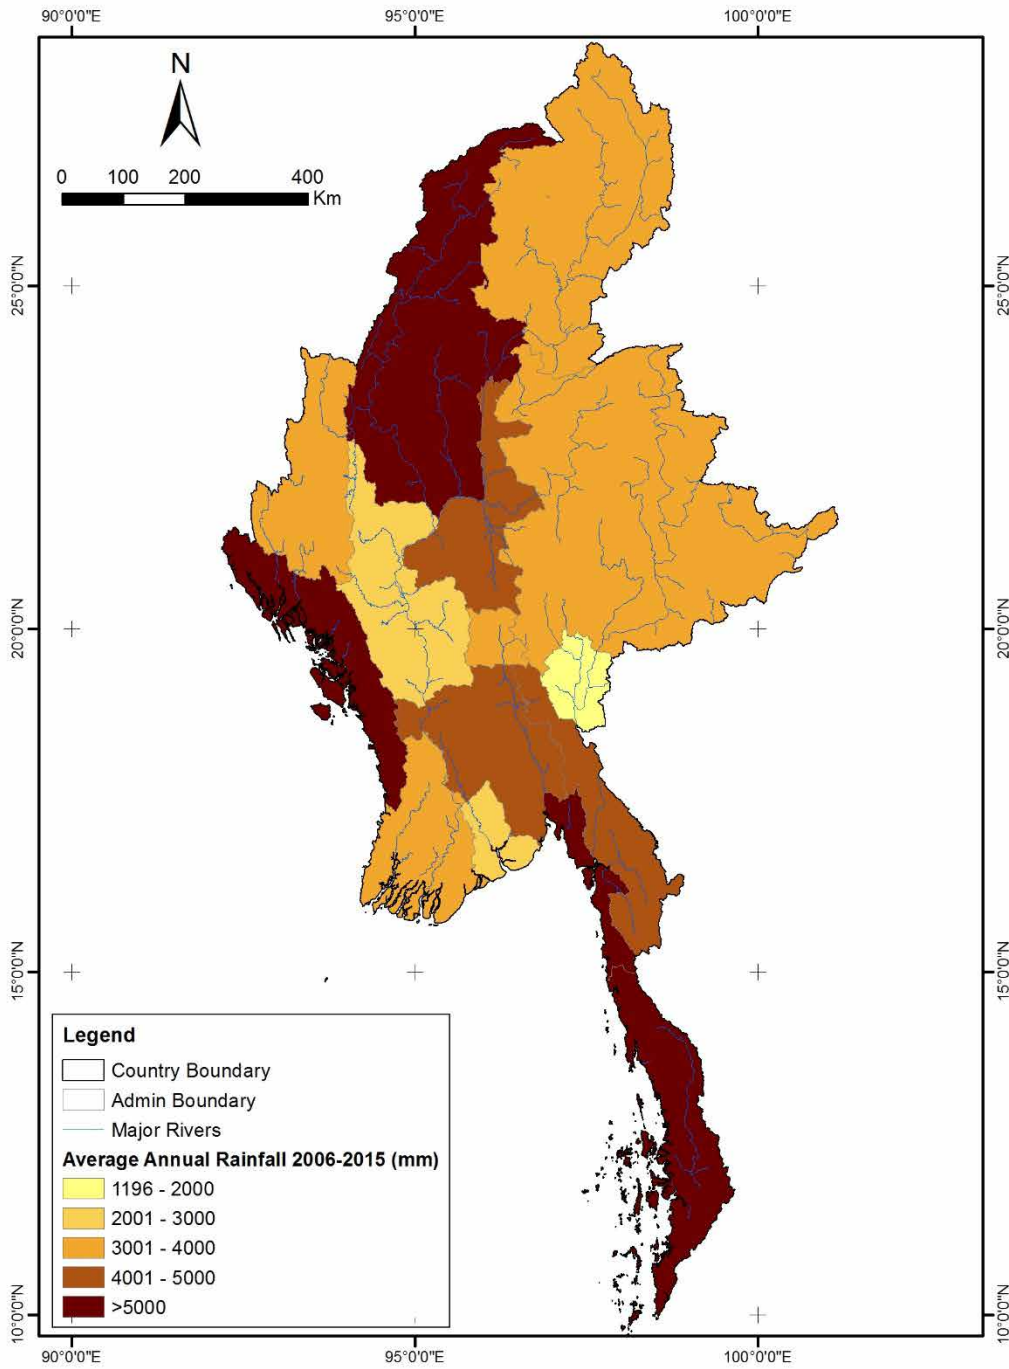 90°0'0"E 95°0'0"E 100°0'0"E
N
0 100 200 400
Km
25°0'0"N 25°0'0"N
20°0'0"N 20°0'0"N
15°0'0"N 15°0'0"N
Legend
Country Boundary
Admin Boundary
Major Rivers
Average Annual Rainfall 2006-2015 (mm)
1196 - 2000
2001 - 3000
3001 - 4000
4001 - 5000
>5000
10°0'0"N 10°0'0"N
90°0'0"E 95°0'0"E 100°0'0"E